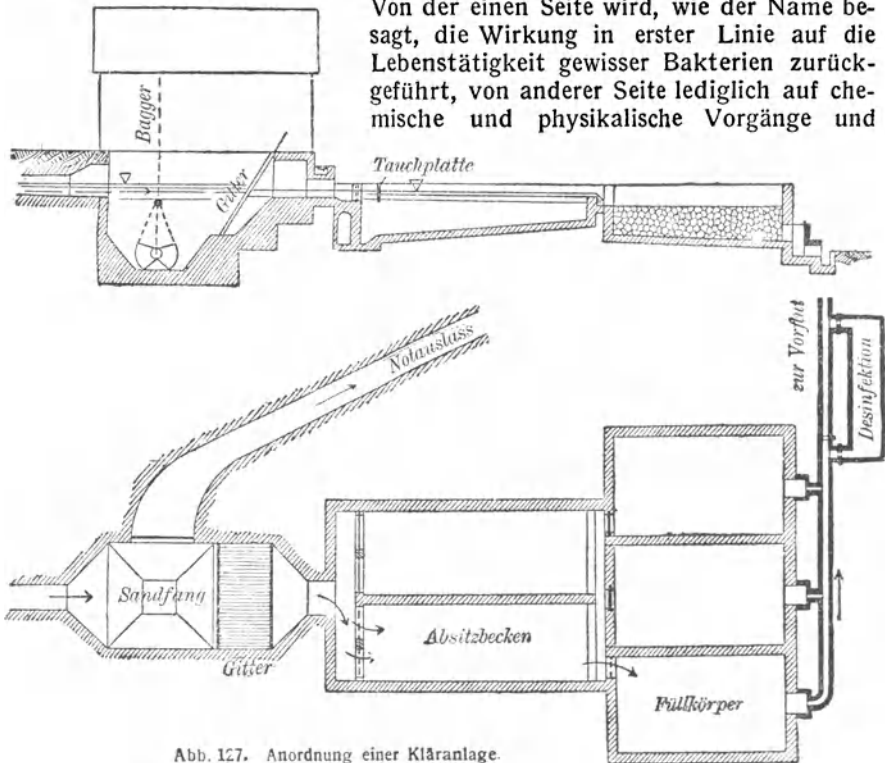 Von der einen Seite wird, wie der Name be-
sagt, die Wirkung in erster Linie auf die
Lebenstätigkeit gewisser Bakterien zurück-
geführt, von anderer Seite lediglich auf che-
mische und physikalische Vorgänge und
Bagger
Gitter
Tauchplatte
Notauslass
zur Vorflut
Desinfektion
Sandfang
Gitter
Absitzbecken
Füllkörper
Abb. 127. Anordnung einer Kläranlage.